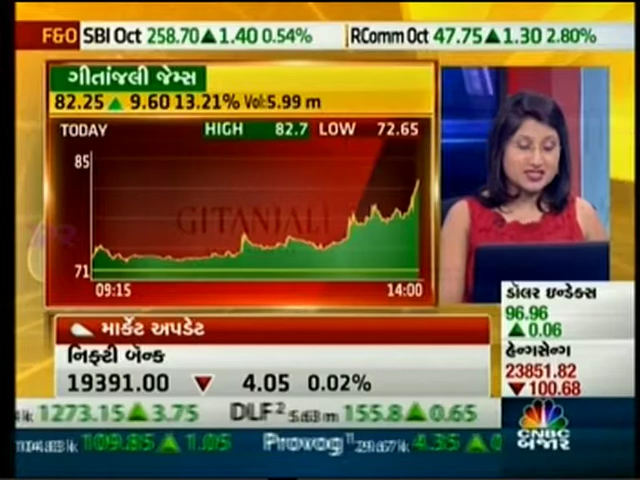 F&O SBI Oct 258.70 ▲ 1.40 0.54% RComm Oct 47.75 ▲ 1.30 2.80%
ગીતાંજલી જેમ્સ
82.25 ▲ 9.60 13.21% Vol:5.99 m
TODAY HIGH 82.7 LOW 72.65
85
GITANJALI
71
09:15 14:00
ડોલર ઇન્ડેક્સ
96.96
▲ 0.06
હેન્ગસેન્ગ
23851.82
▼ 100.68
માર્કેટ અપડેટ
નિફ્ટી બેન્ક
19391.00 ▼ 4.05 0.02%
1273.15 ▲ 3.75 DLF 5.63 m 155.8 ▲ 0.65
109.85 ▲ 1.05 Provog 4.35 ▲
CNBC
બજાર